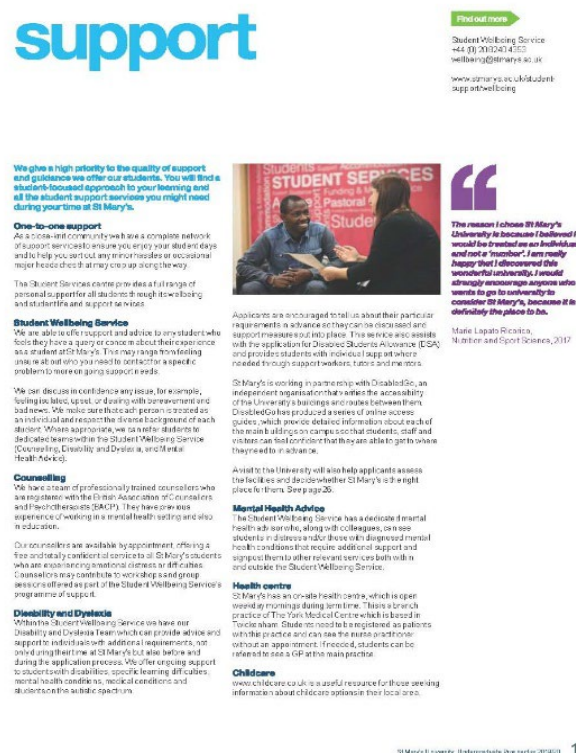 support
Find out more
Student Wellbeing Service
+44 (0) 20 8240 4353
wellbeing@stmarys.ac.uk
www.stmarys.ac.uk/student-
support/wellbeing
We give a high priority to the quality of support
and guidance we offer our students. You will find a
student-focused approach to your learning and
all the student support services you might need
during your time at St Mary's.
One-to-one support
As a close-knit community we have a complete network
of support services to ensure you enjoy your student days
and to help you sort out any minor hassles or occasional
major headaches that may crop up along the way.
The Student Services centre provides a full range of
personal support for all students through its wellbeing
and student life and support services.
Student Wellbeing Service
We are able to offer support and advice to any student who
feels they have a query or concern about their experience
as a student at St Mary's. This may range from feeling
unsure about who you need to contact for a specific
problem to more on going support needs.
We can discuss in confidence any issue, for example,
feeling isolated, upset, or dealing with bereavement and
bad news. We make sure that each person is treated as
an individual and respect the diverse background of each
student. Where appropriate, we can refer students to
dedicated teams within the Student Wellbeing Service
(Counselling, Disability and Dyslexia, and Mental
Health Advice).
Counselling
We have a team of professionally trained counsellors who
are registered with the British Association of Counsellors
and Psychotherapists (BACP). They have previous
experience of working in a mental health setting and also
in education.
Our counsellors are available by appointment, offering a
free and totally confidential service to all St Mary's students
who are experiencing emotional distress or difficulties.
Counsellors may contribute to workshops and group
sessions offered as part of the Student Wellbeing Service's
programme of support.
Disability and Dyslexia
Within the Student Wellbeing Service we have our
Disability and Dyslexia Team which can provide advice and
support to individuals with additional requirements, not
only during their time at St Mary's but also before and
during the application process. We offer ongoing support
to students with disabilities, specific learning difficulties,
mental health conditions, medical conditions and
students on the autistic spectrum.
Students
STUDENT SERVICES
Funding &
Pastoral
Student
Applicants are encouraged to tell us about their particular
requirements in advance so they can be discussed and
support measures put into place. This service also assists
with the application for Disabled Students Allowance (DSA)
and provides students with individual support where
needed through support workers, tutors and mentors.
St Mary's is working in partnership with DisabledGo, an
independent organisation that verifies the accessibility
of the University's buildings and routes between them.
DisabledGo has produced a series of online access
guides, which provide detailed information about each of
the main buildings on campus so that students, staff and
visitors can feel confident that they are able to get to where
they need to in advance.
A visit to the University will also help applicants assess
the facilities and decide whether St Mary's is the right
place for them. See page 26.
Mental Health Advice
The Student Wellbeing Service has a dedicated mental
health advisor who, along with colleagues, can see
students in distress and/or those with diagnosed mental
health conditions that require additional support and
signpost them to other relevant services both within
and outside the Student Wellbeing Service.
Health centre
St Mary's has an on-site health centre, which is open
weekday mornings during term time. This is a branch
practice of The York Medical Centre which is based in
Twickenham. Students need to be registered as patients
with this practice and can see the nurse practitioner
without an appointment. If needed, students can be
referred to see a GP at the main practice.
Childcare
www.childcare.co.uk is a useful resource for those seeking
information about childcare options in their local area.
The reason I chose St Mary's
University is because I believed I
would be treated as an individual
and not a 'number'. I am really
happy that I discovered this
wonderful university. I would
strongly encourage anyone who
wants to go to university to
consider St Mary's, because it is
definitely the place to be.
Nutrition and Sport Science, 2017
St Mary's University, Undergraduate Prospectus 2019/20